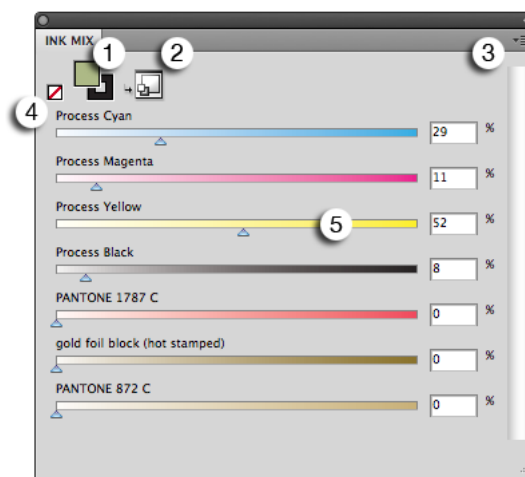 INK MIX
1
2
3
4
Process Cyan
29 %
Process Magenta
11 %
Process Yellow
5
52 %
Process Black
8 %
PANTONE 1787 C
0 %
gold foil block (hot stamped)
0 %
PANTONE 872 C
0 %